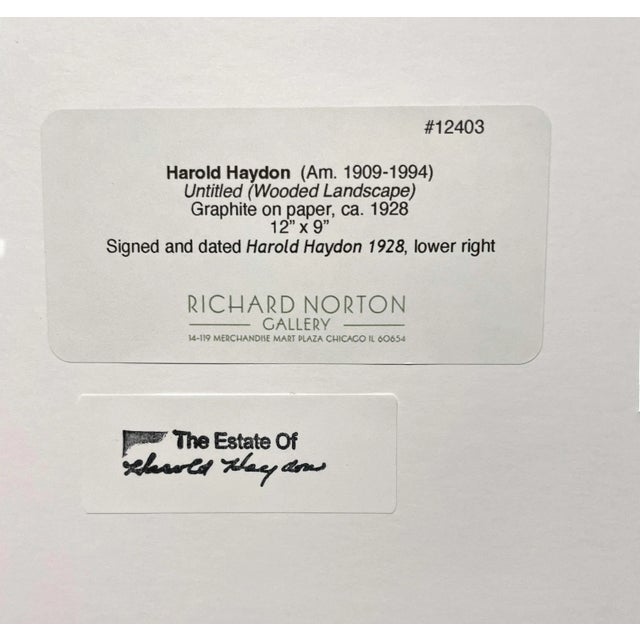 #12403
Harold Haydon (Am. 1909-1994)
Untitled (Wooded Landscape)
Graphite on paper, ca. 1928
12” x 9”
Signed and dated Harold Haydon 1928, lower right
RICHARD NORTON
GALLERY
14-119 MERCHANDISE MART PLAZA CHICAGO IL 60654
The Estate Of
Harold Haydon